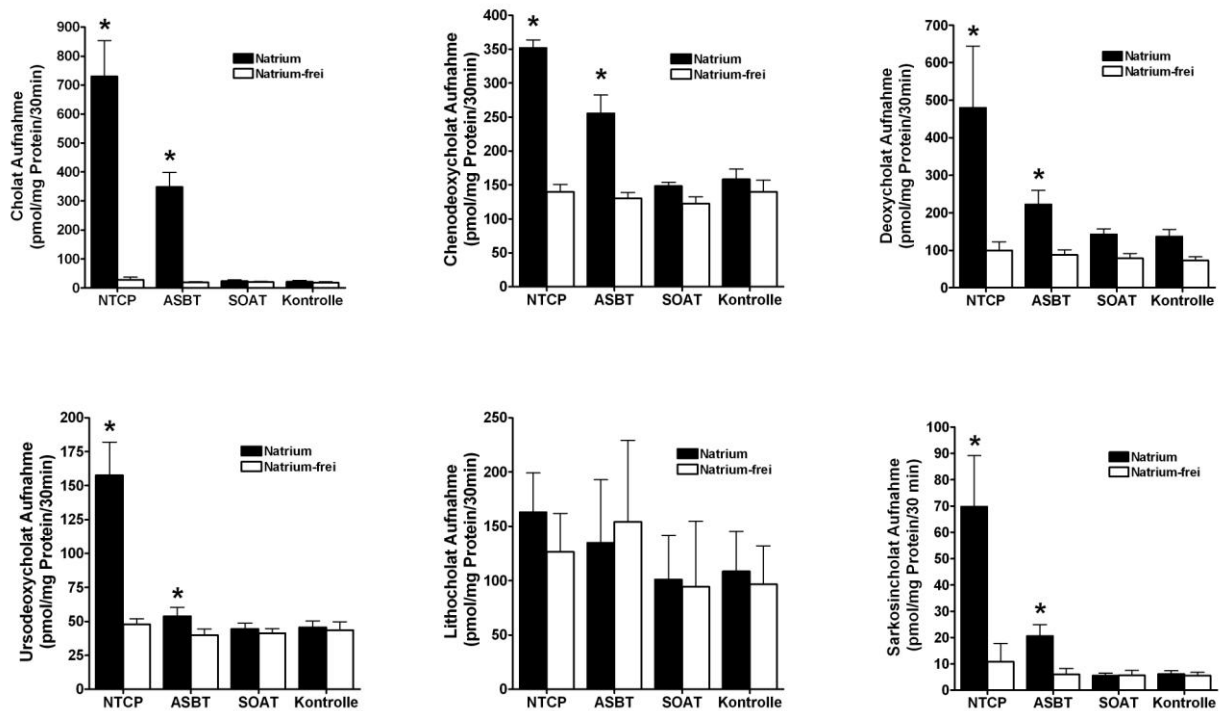 Cholat Aufnahme
(pmol/mg Protein/30min)
900
800
700
600
500
400
300
200
100
0
*
*
Natrium
Natrium-frei
NTCP ASBT SOAT Kontrolle
Chenodeoxycholat Aufnahme
(pmol/mg Protein/30min)
400
350
300
250
200
150
100
50
0
*
*
Natrium
Natrium-frei
NTCP ASBT SOAT Kontrolle
Deoxycholat Aufnahme
(pmol/mg Protein/30min)
700
600
500
400
300
200
100
0
*
*
Natrium
Natrium-frei
NTCP ASBT SOAT Kontrolle
Ursodeoxycholat Aufnahme
(pmol/mg Protein/30min)
200
175
150
125
100
75
50
25
0
*
*
Natrium
Natrium-frei
NTCP ASBT SOAT Kontrolle
Lithocholat Aufnahme
(pmol/mg Protein/30min)
250
200
150
100
50
0
Natrium
Natrium-frei
NTCP ASBT SOAT Kontrolle
Sarkosincholat Aufnahme
(pmol/mg Protein/30 min)
100
90
80
70
60
50
40
30
20
10
0
*
*
Natrium
Natrium-frei
NTCP ASBT SOAT Kontrolle